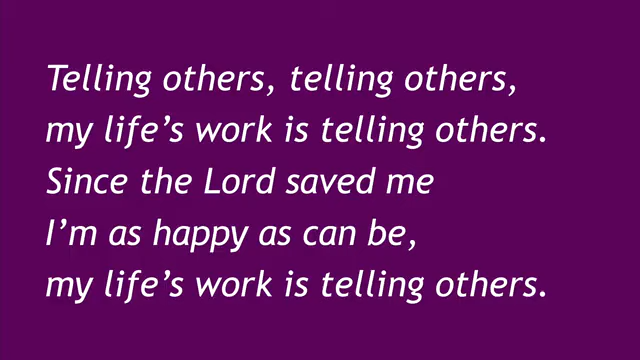 Telling others, telling others,
my life’s work is telling others.
Since the Lord saved me
I’m as happy as can be,
my life’s work is telling others.